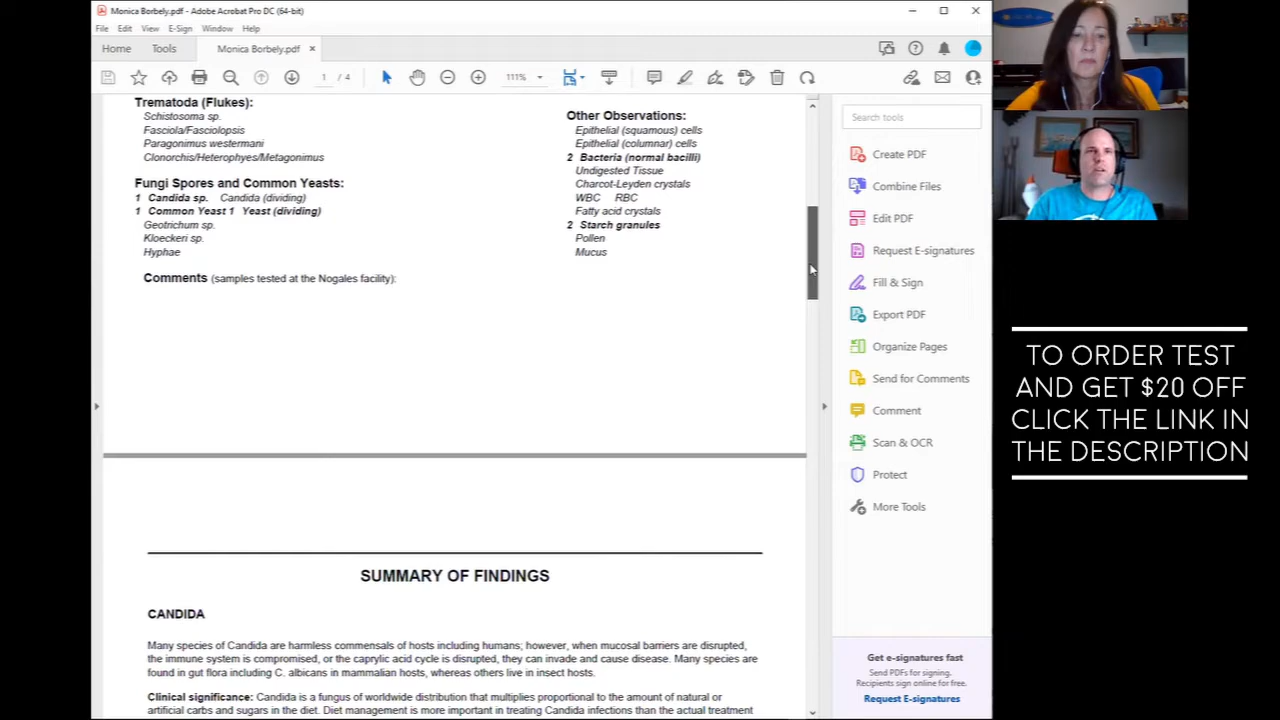 Monica Borbely.pdf - Adobe Acrobat Pro DC (64-bit)
File Edit View E-Sign Window Help
Home Tools Monica Borbely.pdf ×
1 / 4 111%
Trematoda (Flukes):
Schistosoma sp.
Fasciola/Fasciolopsis
Paragonimus westermani
Clonorchis/Heterophyes/Metagonimus
Fungi Spores and Common Yeasts:
1 Candida sp. Candida (dividing)
1 Common Yeast 1 Yeast (dividing)
Geotrichum sp.
Kloeckeri sp.
Hyphae
Comments (samples tested at the Nogales facility):
Other Observations:
Epithelial (squamous) cells
Epithelial (columnar) cells
2 Bacteria (normal bacilli)
Undigested Tissue
Charcot-Leyden crystals
WBC RBC
Fatty acid crystals
2 Starch granules
Pollen
Mucus
SUMMARY OF FINDINGS
CANDIDA
Many species of Candida are harmless commensals of hosts including humans; however, when mucosal barriers are disrupted,
the immune system is compromised, or the caprylic acid cycle is disrupted, they can invade and cause disease. Many species are
found in gut flora including C. albicans in mammalian hosts, whereas others live in insect hosts.
Clinical significance: Candida is a fungus of worldwide distribution that multiplies proportional to the amount of natural or
artificial carbs and sugars in the diet. Diet management is more important in treating Candida infections than the actual treatment
Search tools
Create PDF
Combine Files
Edit PDF
Request E-signatures
Fill & Sign
Export PDF
Organize Pages
Send for Comments
Comment
Scan & OCR
Protect
More Tools
Get e-signatures fast
Send PDFs for signing.
Recipients sign online for free.
Request E-signatures
TO ORDER TEST
AND GET $20 OFF
CLICK THE LINK IN
THE DESCRIPTION